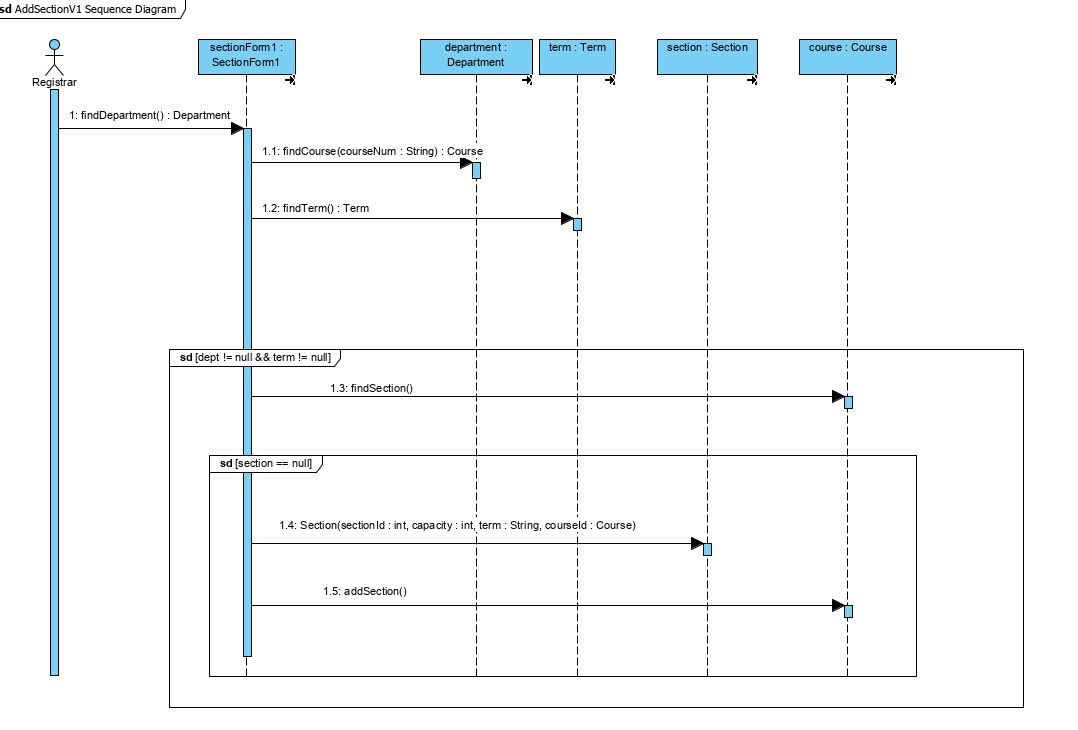 sd AddSectionV1 Sequence Diagram
sectionForm1 :
SectionForm1
department :
Department
term : Term
section : Section
course : Course
Registrar
1: findDepartment() : Department
1.1: findCourse(courseNum : String) : Course
1.2: findTerm() : Term
sd [dept != null && term != null]
1.3: findSection()
sd [section == null]
1.4: Section(sectionId : int, capacity : int, term : String, courseId : Course)
1.5: addSection()